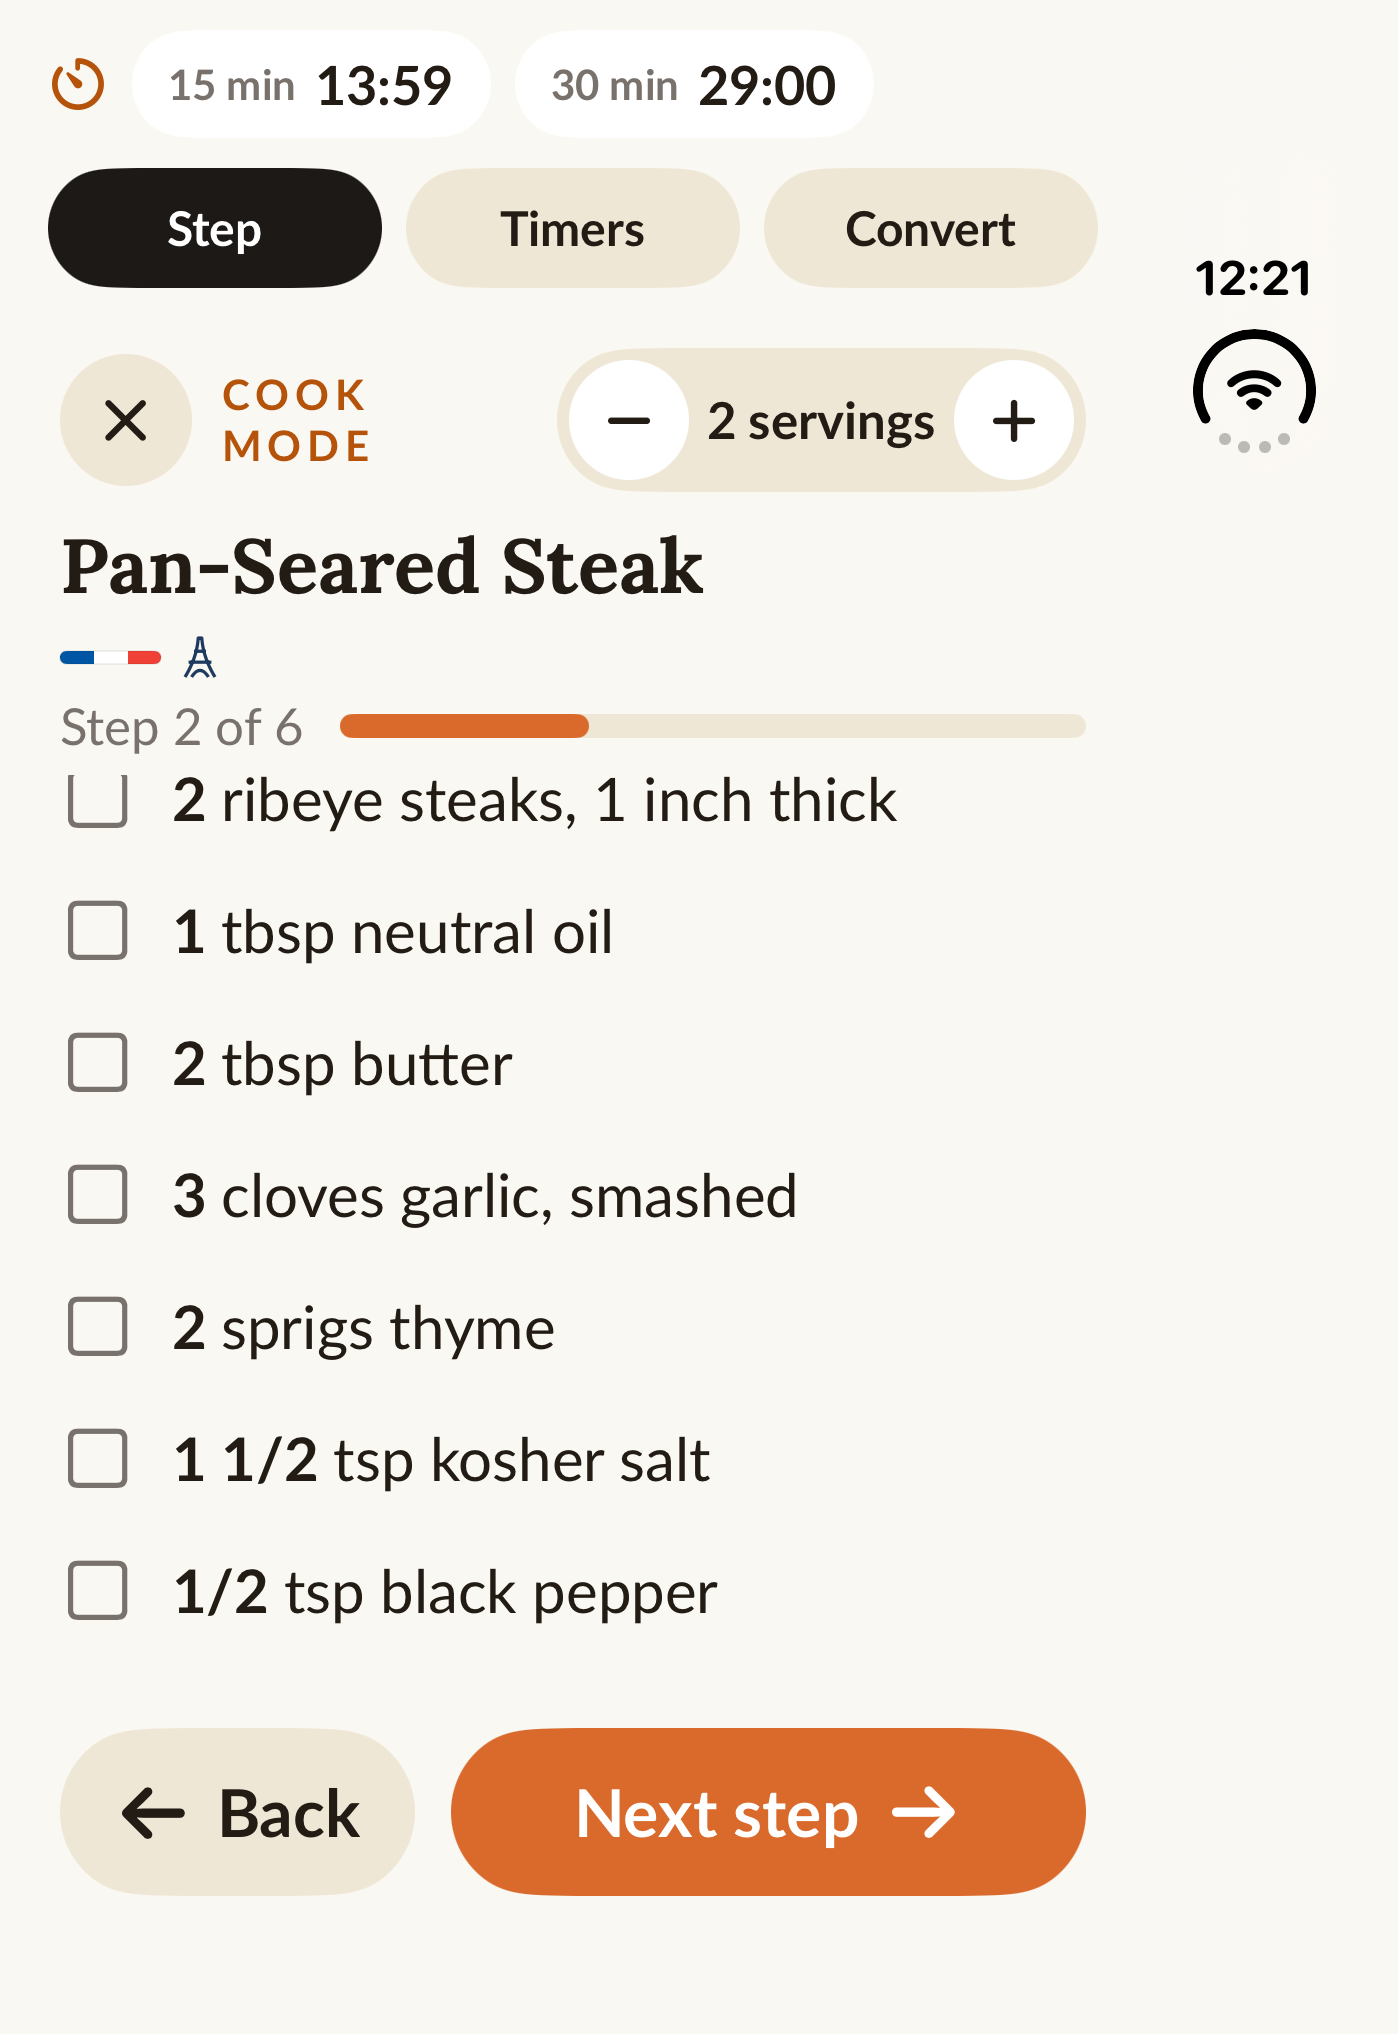 15 min 13:59 30 min 29:00
Step Timers Convert
12:21
COOK
MODE
2 servings
Pan-Seared Steak
Step 2 of 6
2 ribeye steaks, 1 inch thick
1 tbsp neutral oil
2 tbsp butter
3 cloves garlic, smashed
2 sprigs thyme
1 1/2 tsp kosher salt
1/2 tsp black pepper
Back Next step